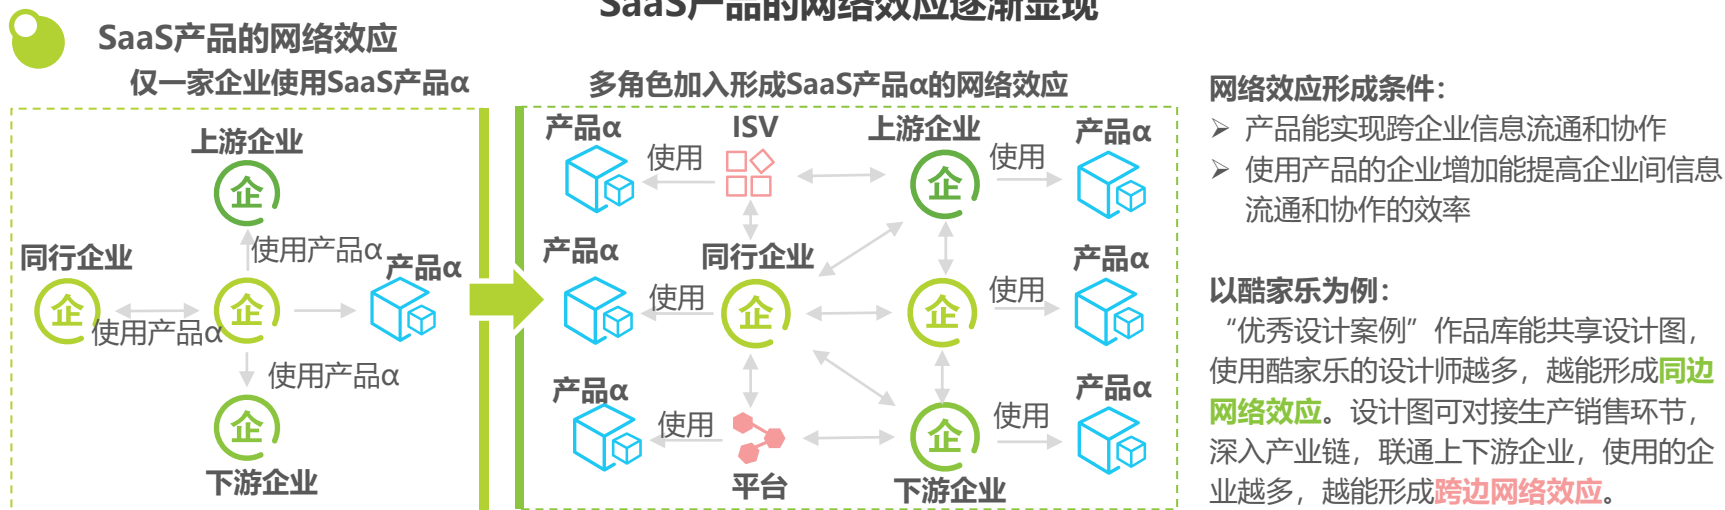 SaaS产品的网络效应逐渐显现
SaaS产品的网络效应
仅一家企业使用SaaS产品α
上游企业
企
使用产品α
同行企业
企
使用产品α
企
产品α
使用产品α
企
下游企业
多角色加入形成SaaS产品α的网络效应
产品α
使用
ISV
上游企业
企
使用
产品α
产品α
使用
同行企业
企
企
使用
产品α
产品α
使用
平台
企
下游企业
使用
产品α
网络效应形成条件：
➢ 产品能实现跨企业信息流通和协作
➢ 使用产品的企业增加能提高企业间信息
流通和协作的效率
以酷家乐为例：
“优秀设计案例”作品库能共享设计图，
使用酷家乐的设计师越多，越能形成同边
网络效应。设计图可对接生产销售环节，
深入产业链，联通上下游企业，使用的企
业越多，越能形成跨边网络效应。